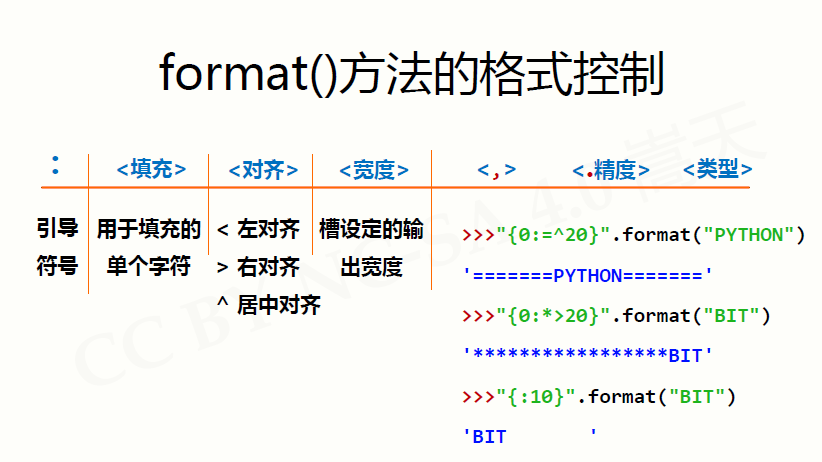 format()方法的格式控制
: <填充> <对齐> <宽度> <,> <.精度> <类型>
引导符号
用于填充的单个字符
< 左对齐
> 右对齐
^ 居中对齐
槽设定的输出宽度
>>>"{0:=^20}".format("PYTHON")
'=======PYTHON======='
>>>"{0:*>20}".format("BIT")
'*****************BIT'
>>>"{:10}".format("BIT")
'BIT       '
CC BY-NC-SA 4.0 嵩天